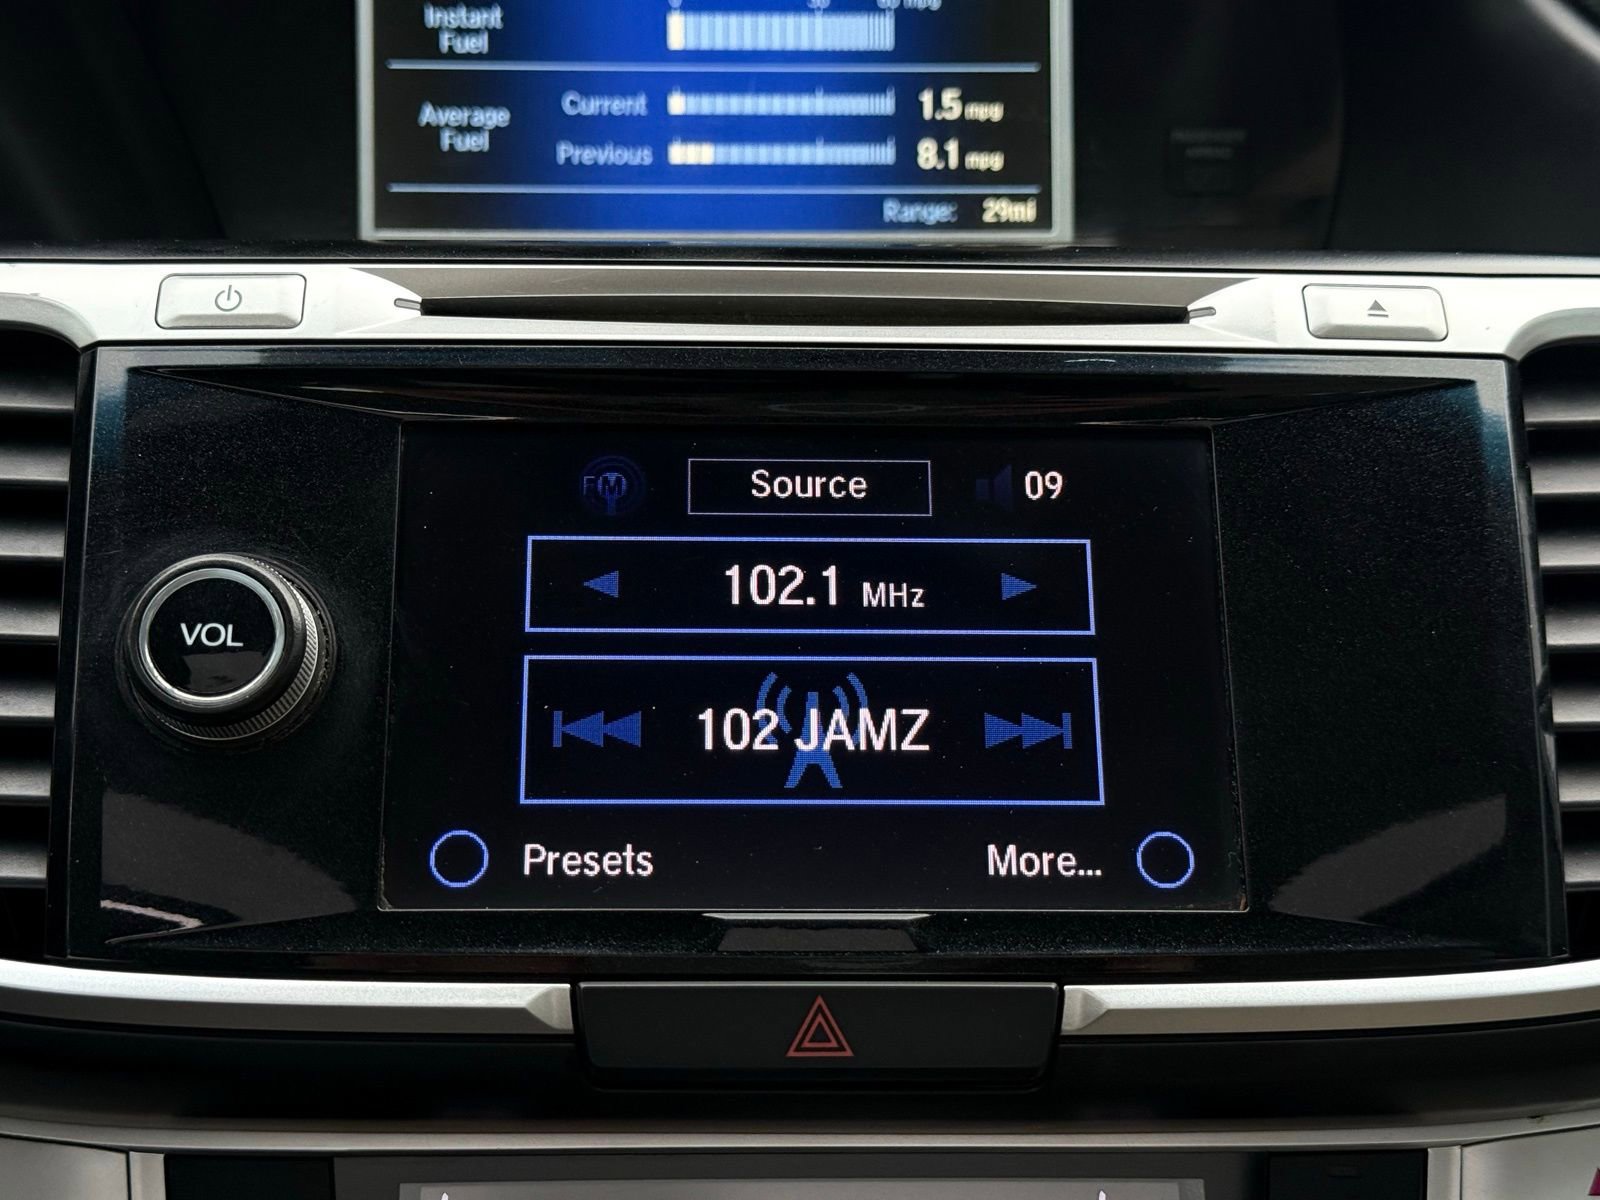 Instant
Fuel
Average
Fuel
Current 1.5 mpg
Previous 8.1 mpg
Range: 29mi
FM Source 09
102.1 MHz
VOL
102 JAMZ
Presets More...